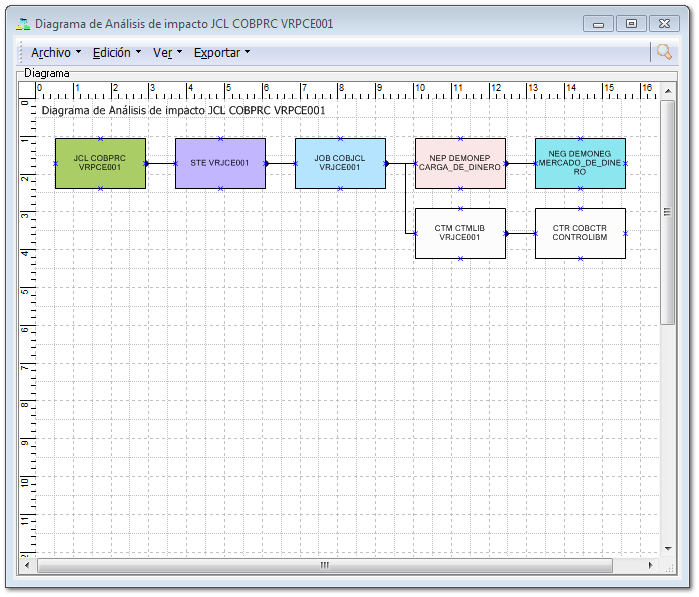 Diagrama de Análisis de impacto JCL COBPRC VRPCE001
Archivo Edición Ver Exportar
Diagrama
0 1 2 3 4 5 6 7 8 9 10 11 12 13 14 15 16
Diagrama de Análisis de impacto JCL COBPRC VRPCE001
JCL COBPRC
VRPCE001
STE VRJCE001
JOB COBJCL
VRJCE001
NEP DEMONEP
CARGA_DE_DINERO
NEG DEMONEG
MERCADO_DE_DINE
RO
CTM CTMLIB
VRJCE001
CTR COBCTR
CONTROLIBM
0
1
2
3
4
5
6
7
8
9
10
11